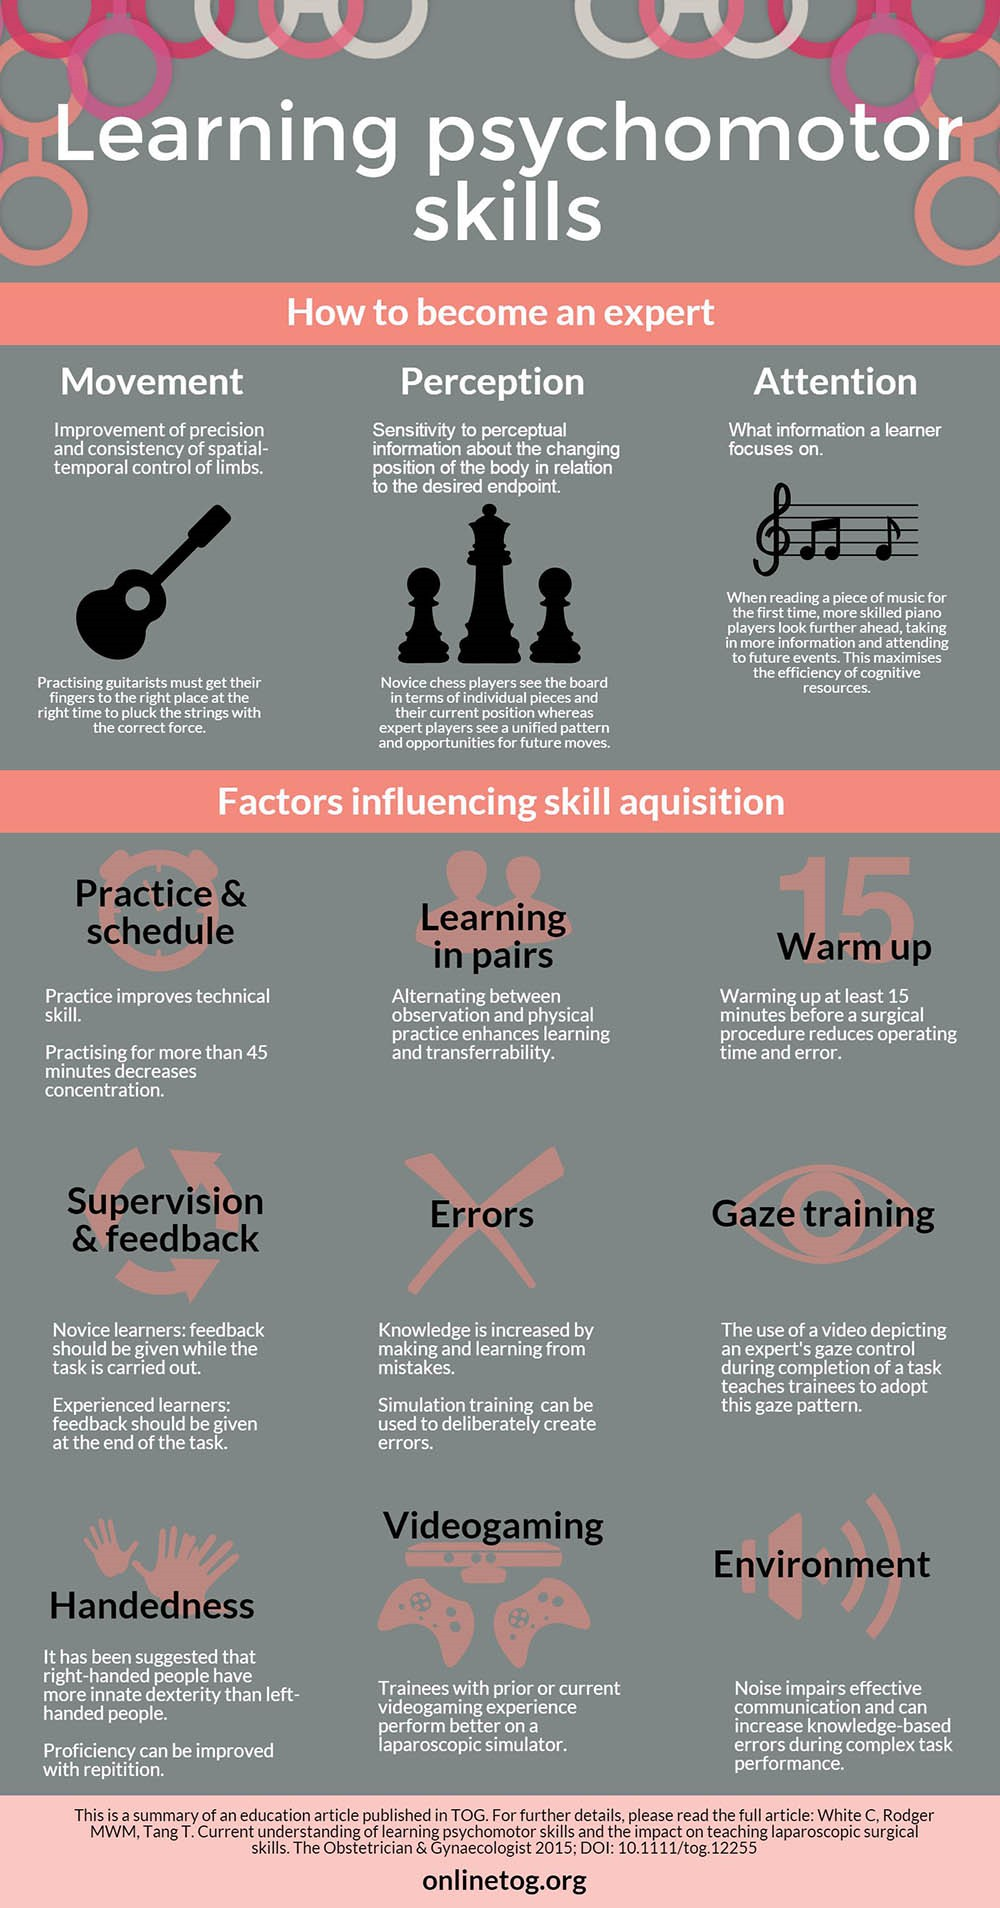 Learning psychomotor
skills
How to become an expert
Movement
Improvement of precision
and consistency of spatial-
temporal control of limbs.
Practising guitarists must get their
fingers to the right place at the
right time to pluck the strings with
the correct force.
Perception
Sensitivity to perceptual
information about the changing
position of the body in relation
to the desired endpoint.
Novice chess players see the board
in terms of individual pieces and
their current position whereas
expert players see a unified pattern
and opportunities for future moves.
Attention
What information a learner
focuses on.
When reading a piece of music for
the first time, more skilled piano
players look further ahead, taking
in more information and attending
to future events. This maximises
the efficiency of cognitive
resources.
Factors influencing skill aquisition
Practice &
schedule
Practice improves technical
skill.
Practising for more than 45
minutes decreases
concentration.
Learning
in pairs
Alternating between
observation and physical
practice enhances learning
and transferrability.
15
Warm up
Warming up at least 15
minutes before a surgical
procedure reduces operating
time and error.
Supervision
& feedback
Novice learners: feedback
should be given while the
task is carried out.
Experienced learners:
feedback should be given
at the end of the task.
Errors
Knowledge is increased by
making and learning from
mistakes.
Simulation training can be
used to deliberately create
errors.
Gaze training
The use of a video depicting
an expert's gaze control
during completion of a task
teaches trainees to adopt
this gaze pattern.
Handedness
It has been suggested that
right-handed people have
more innate dexterity than left-
handed people.
Proficiency can be improved
with repitition.
Videogaming
Trainees with prior or current
videogaming experience
perform better on a
laparoscopic simulator.
Environment
Noise impairs effective
communication and can
increase knowledge-based
errors during complex task
performance.
This is a summary of an education article published in TOG. For further details, please read the full article: White C, Rodger
MWM, Tang T. Current understanding of learning psychomotor skills and the impact on teaching laparoscopic surgical
skills. The Obstetrician & Gynaecologist 2015; DOI: 10.1111/tog.12255
onlinetog.org